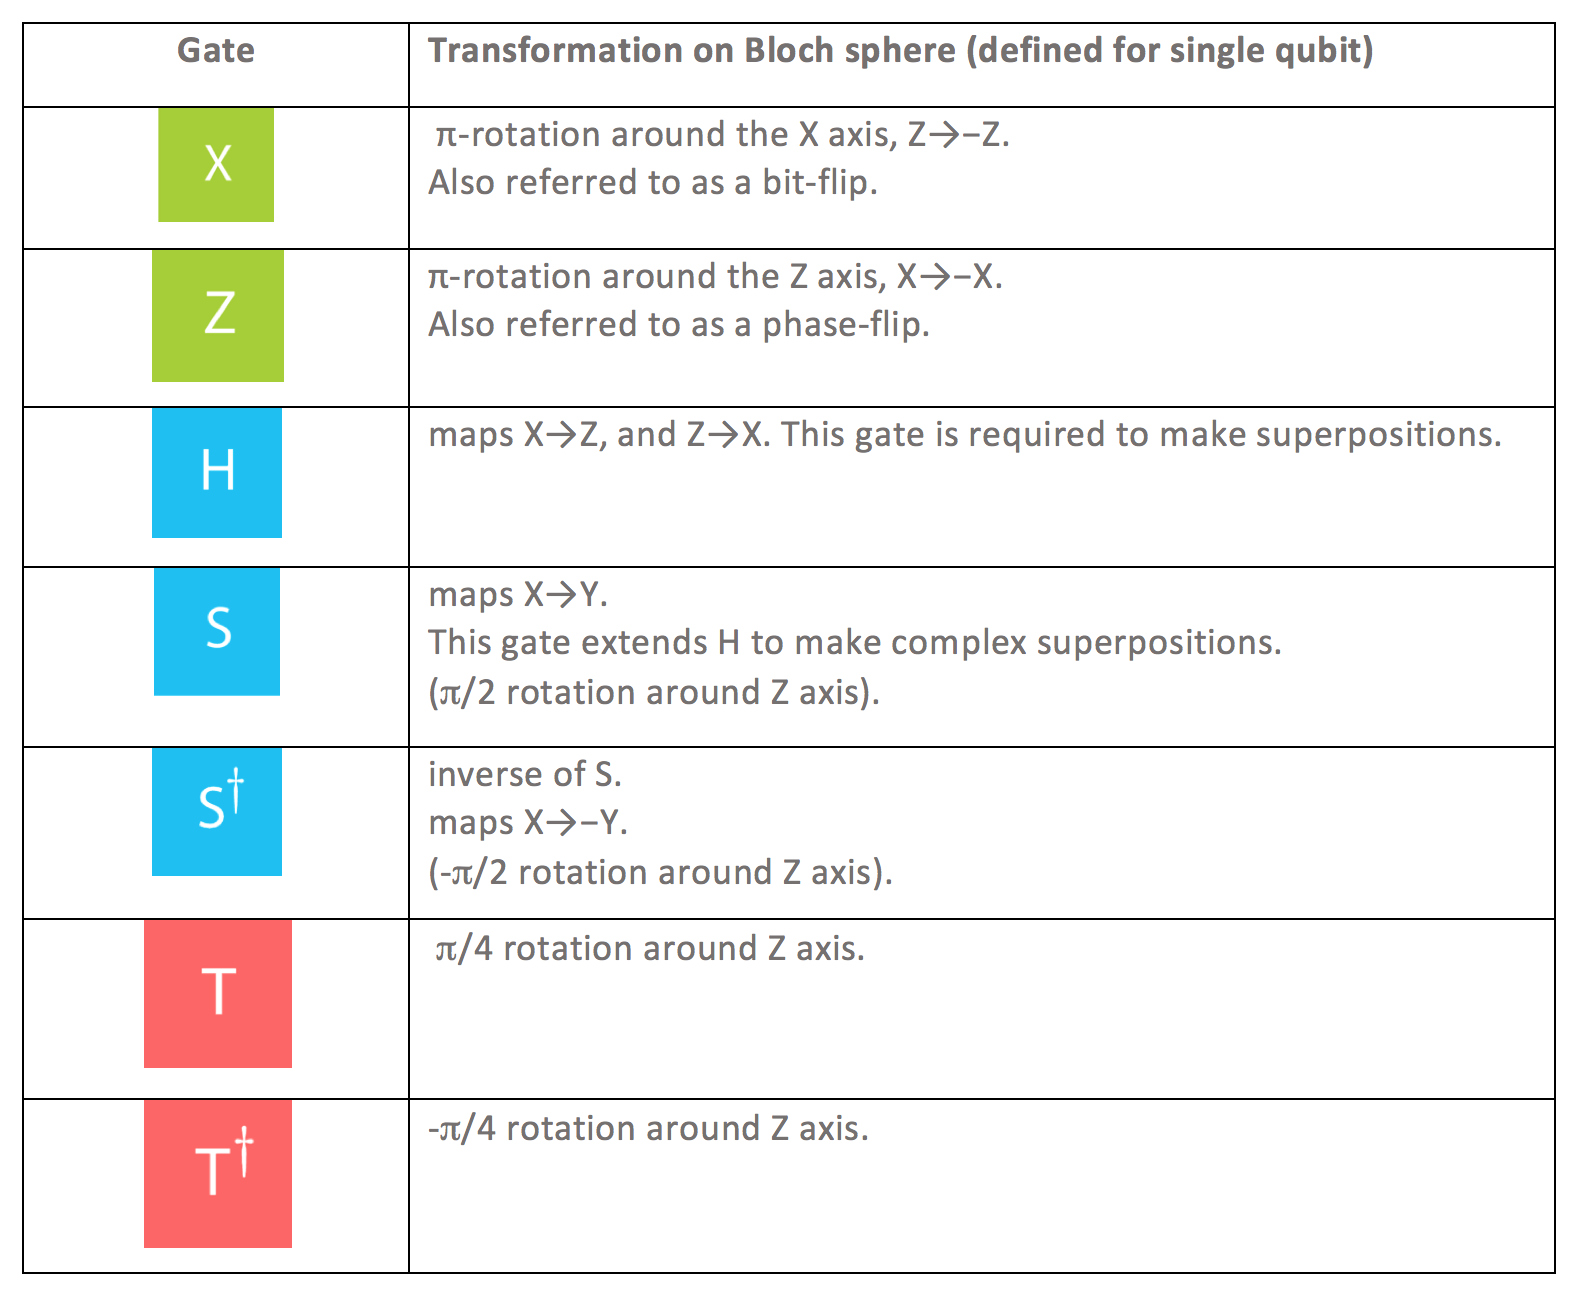 Gate
Transformation on Bloch sphere (defined for single qubit)
X
π-rotation around the X axis, Z→−Z.
Also referred to as a bit-flip.
Z
π-rotation around the Z axis, X→−X.
Also referred to as a phase-flip.
H
maps X→Z, and Z→X. This gate is required to make superpositions.
S
maps X→Y.
This gate extends H to make complex superpositions.
(π/2 rotation around Z axis).
S†
inverse of S.
maps X→−Y.
(-π/2 rotation around Z axis).
T
π/4 rotation around Z axis.
T†
-π/4 rotation around Z axis.